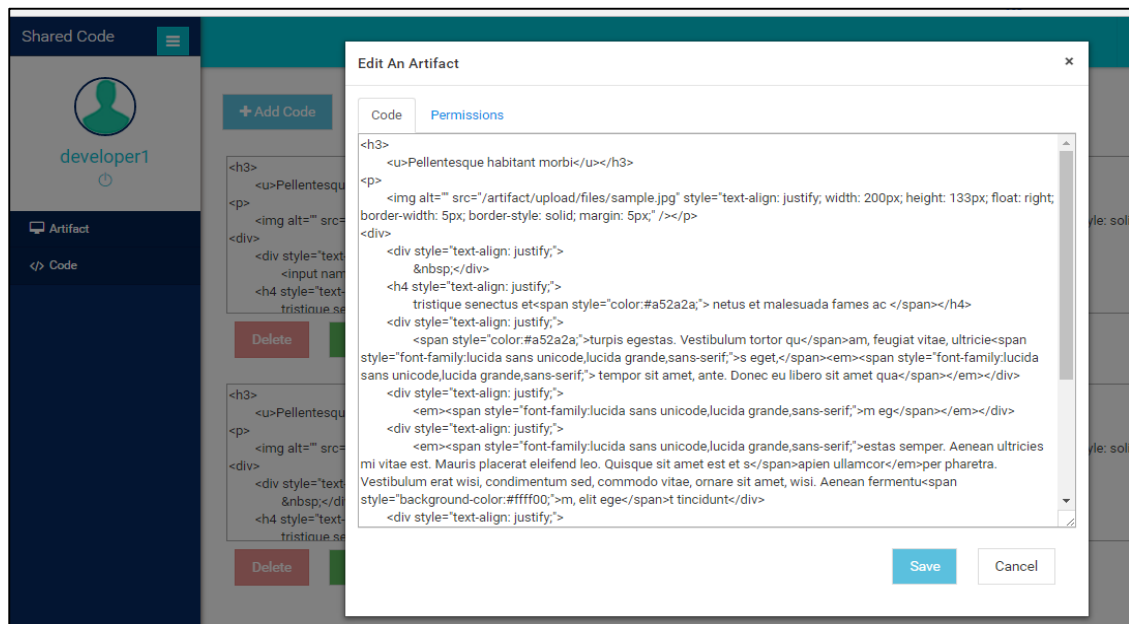 Shared Code
developer1
Artifact
</> Code
+ Add Code
<h3>
<u>Pellentesqu
<p>
<img alt="" src=
<div>
<div style="text-
<input nam
<h4 style="text-
tristique se
yle: soli
Delete
<h3>
<u>Pellentesqu
<p>
<img alt="" src=
<div>
<div style="text-
&nbsp;</di
<h4 style="text-
tristique se
yle: soli
Delete
Edit An Artifact
×
Code
Permissions
<h3>
<u>Pellentesque habitant morbi</u></h3>
<p>
<img alt="" src="/artifact/upload/files/sample.jpg" style="text-align: justify; width: 200px; height: 133px; float: right;
border-width: 5px; border-style: solid; margin: 5px;" /></p>
<div>
<div style="text-align: justify;">
&nbsp;</div>
<h4 style="text-align: justify;">
tristique senectus et<span style="color:#a52a2a;"> netus et malesuada fames ac </span></h4>
<div style="text-align: justify;">
<span style="color:#a52a2a;">turpis egestas. Vestibulum tortor qu</span>am, feugiat vitae, ultricie<span
style="font-family:lucida sans unicode,lucida grande,sans-serif;">s eget,</span><em><span style="font-family:lucida
sans unicode,lucida grande,sans-serif;"> tempor sit amet, ante. Donec eu libero sit amet qua</span></em></div>
<div style="text-align: justify;">
<em><span style="font-family:lucida sans unicode,lucida grande,sans-serif;">m eg</span></em></div>
<div style="text-align: justify;">
<em><span style="font-family:lucida sans unicode,lucida grande,sans-serif;">estas semper. Aenean ultricies
mi vitae est. Mauris placerat eleifend leo. Quisque sit amet est et s</span>apien ullamcor</em>per pharetra.
Vestibulum erat wisi, condimentum sed, commodo vitae, ornare sit amet, wisi. Aenean fermentu<span
style="background-color:#ffff00;">m, elit ege</span>t tincidunt</div>
<div style="text-align: justify;">
Save
Cancel